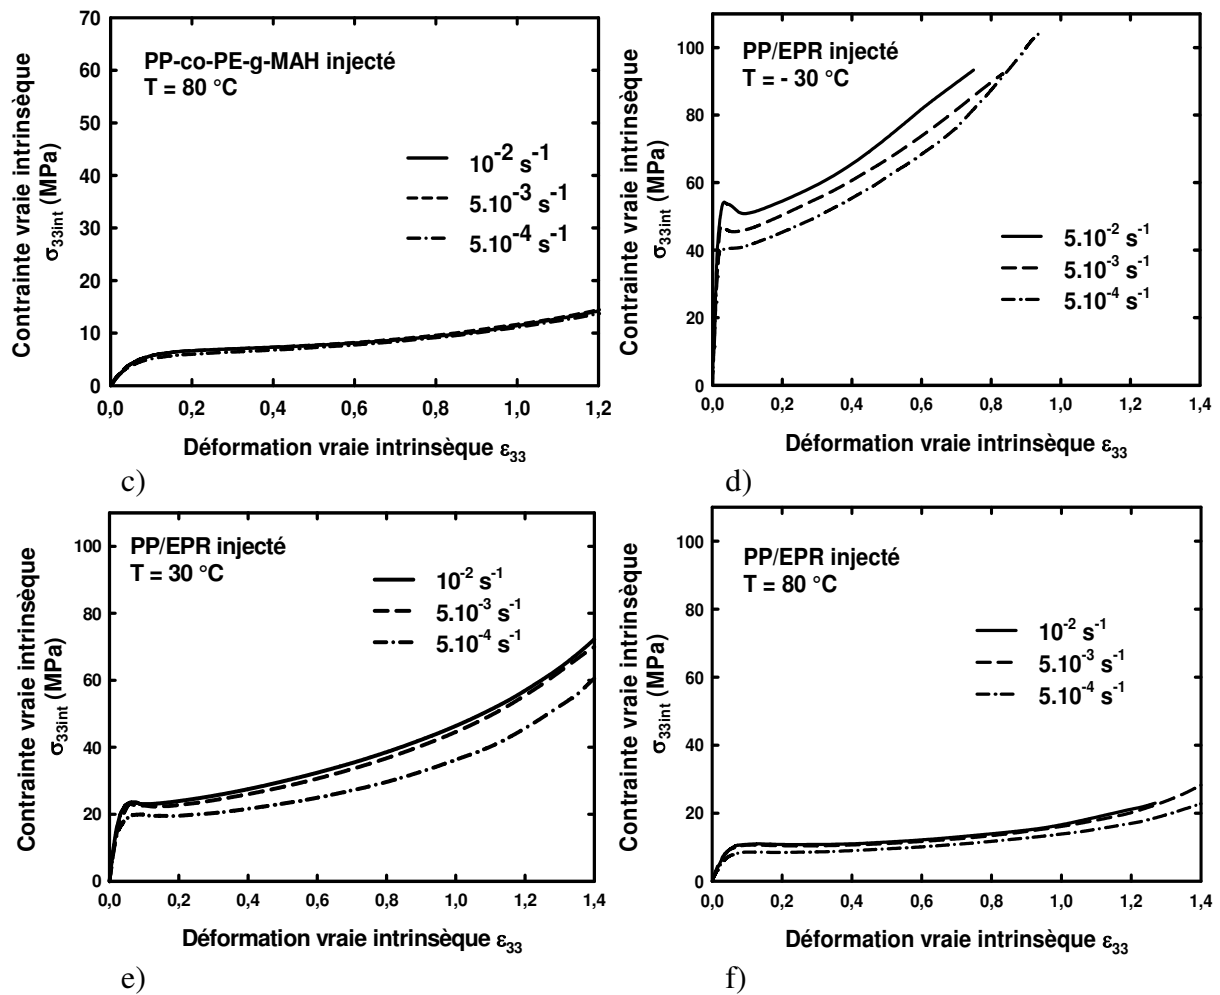 PP-co-PE-g-MAH injecté
T = 80 °C
10-2 s-1
5.10-3 s-1
5.10-4 s-1
Contrainte vraie intrinsèque
σ33int (MPa)
70
60
50
40
30
20
10
0
0,0 0,2 0,4 0,6 0,8 1,0 1,2
Déformation vraie intrinsèque ε33
c)
PP/EPR injecté
T = - 30 °C
5.10-2 s-1
5.10-3 s-1
5.10-4 s-1
Contrainte vraie intrinsèque
σ33int (MPa)
100
80
60
40
20
0
0,0 0,2 0,4 0,6 0,8 1,0 1,2 1,4
Déformation vraie intrinsèque ε33
d)
PP/EPR injecté
T = 30 °C
10-2 s-1
5.10-3 s-1
5.10-4 s-1
Contrainte vraie intrinsèque
σ33int (MPa)
100
80
60
40
20
0
0,0 0,2 0,4 0,6 0,8 1,0 1,2 1,4
Déformation vraie intrinsèque ε33
e)
PP/EPR injecté
T = 80 °C
10-2 s-1
5.10-3 s-1
5.10-4 s-1
Contrainte vraie intrinsèque
σ33int (MPa)
100
80
60
40
20
0
0,0 0,2 0,4 0,6 0,8 1,0 1,2 1,4
Déformation vraie intrinsèque ε33
f)